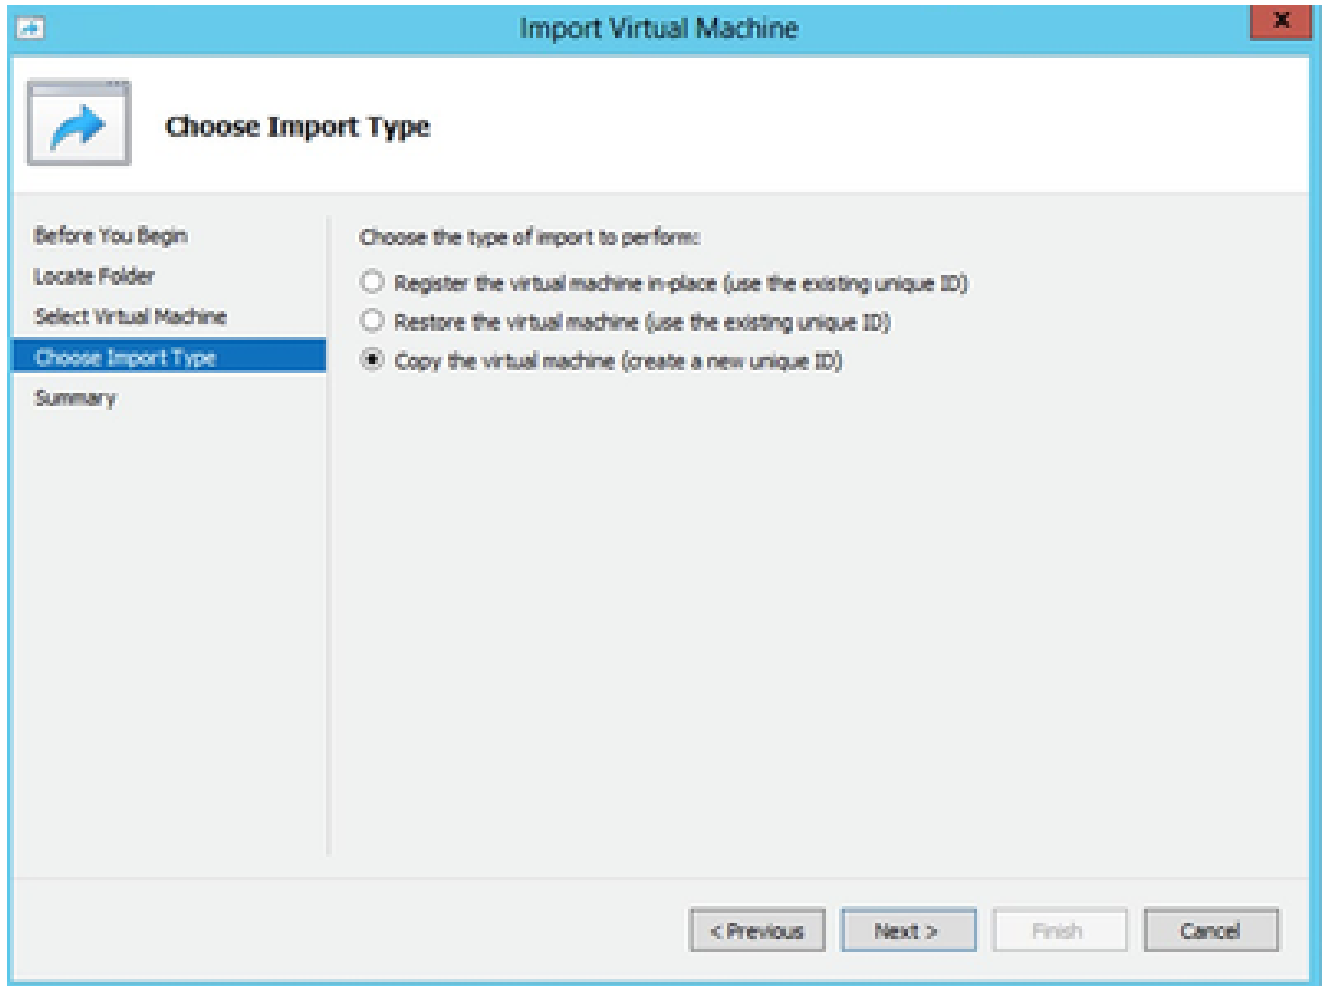 Import Virtual Machine
x
Choose Import Type
Before You Begin
Locate Folder
Select Virtual Machine
Choose Import Type
Summary
Choose the type of import to perform:
Register the virtual machine in-place (use the existing unique ID)
Restore the virtual machine (use the existing unique ID)
Copy the virtual machine (create a new unique ID)
< Previous
Next >
Finish
Cancel